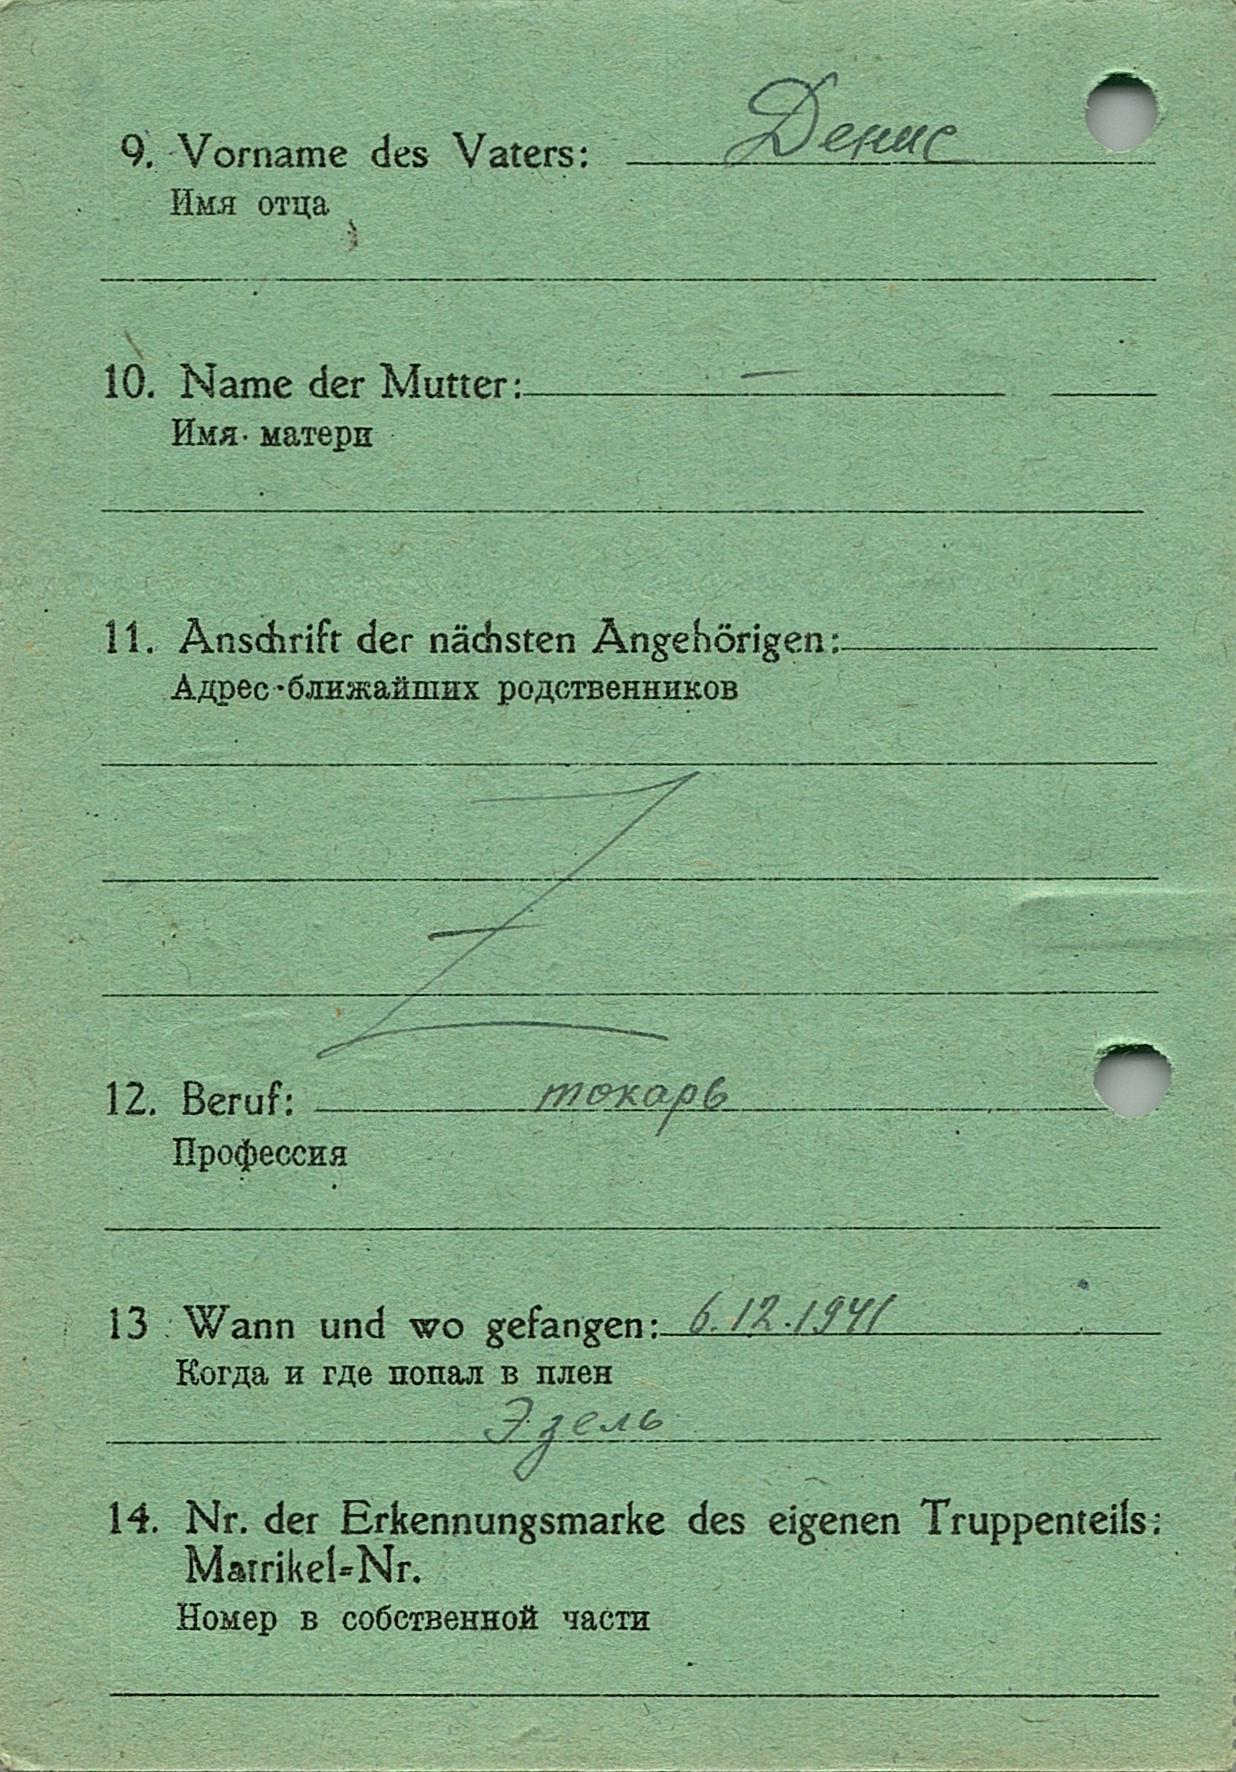 9. Vorname des Vaters: Денис
Имя отца
10. Name der Mutter: —
Имя матери
11. Anschrift der nächsten Angehörigen:
Адрес ближайших родственников
12. Beruf: токарь
Профессия
13 Wann und wo gefangen: 6.12.1941
Когда и где попал в плен
Эзель
14. Nr. der Erkennungsmarke des eigenen Truppenteils:
Matrikel-Nr.
Номер в собственной части